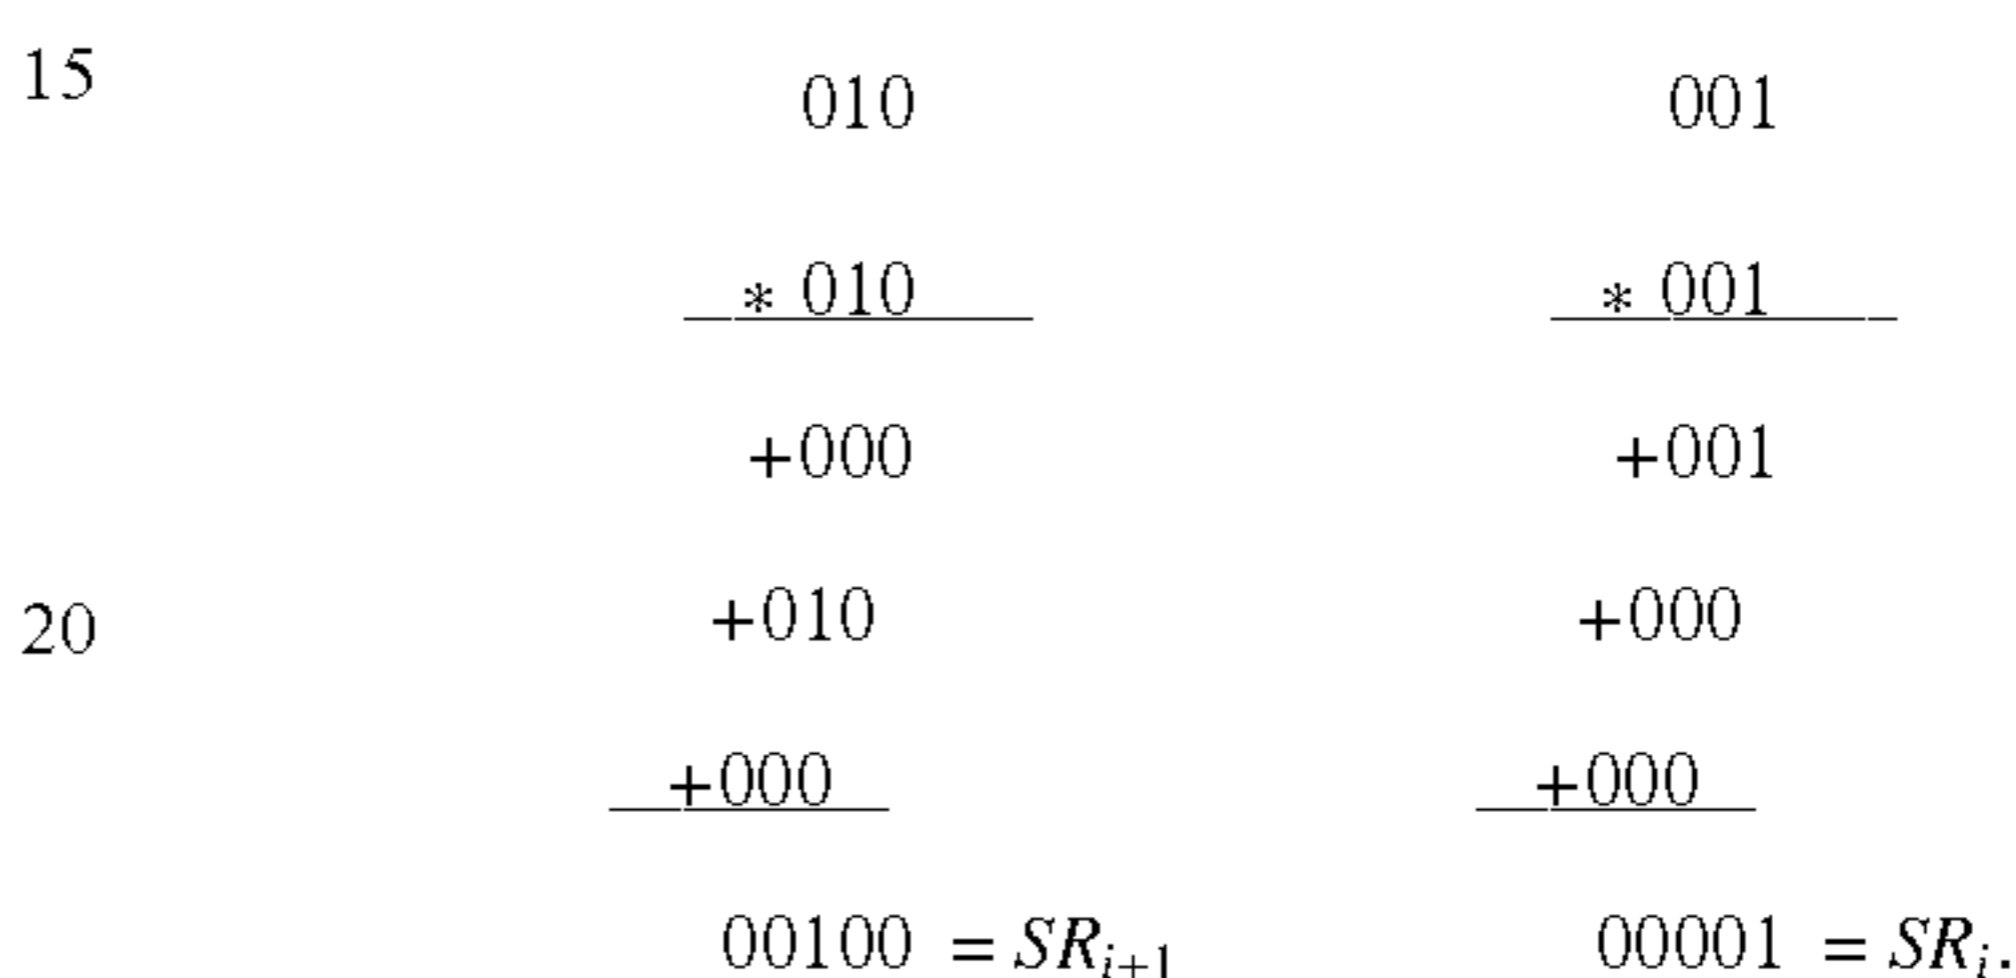 15 010 001
* 010 * 001
+000 +001
20 +010 +000
+000 +000
00100 = SR_{i+1} 00001 = SR_i.